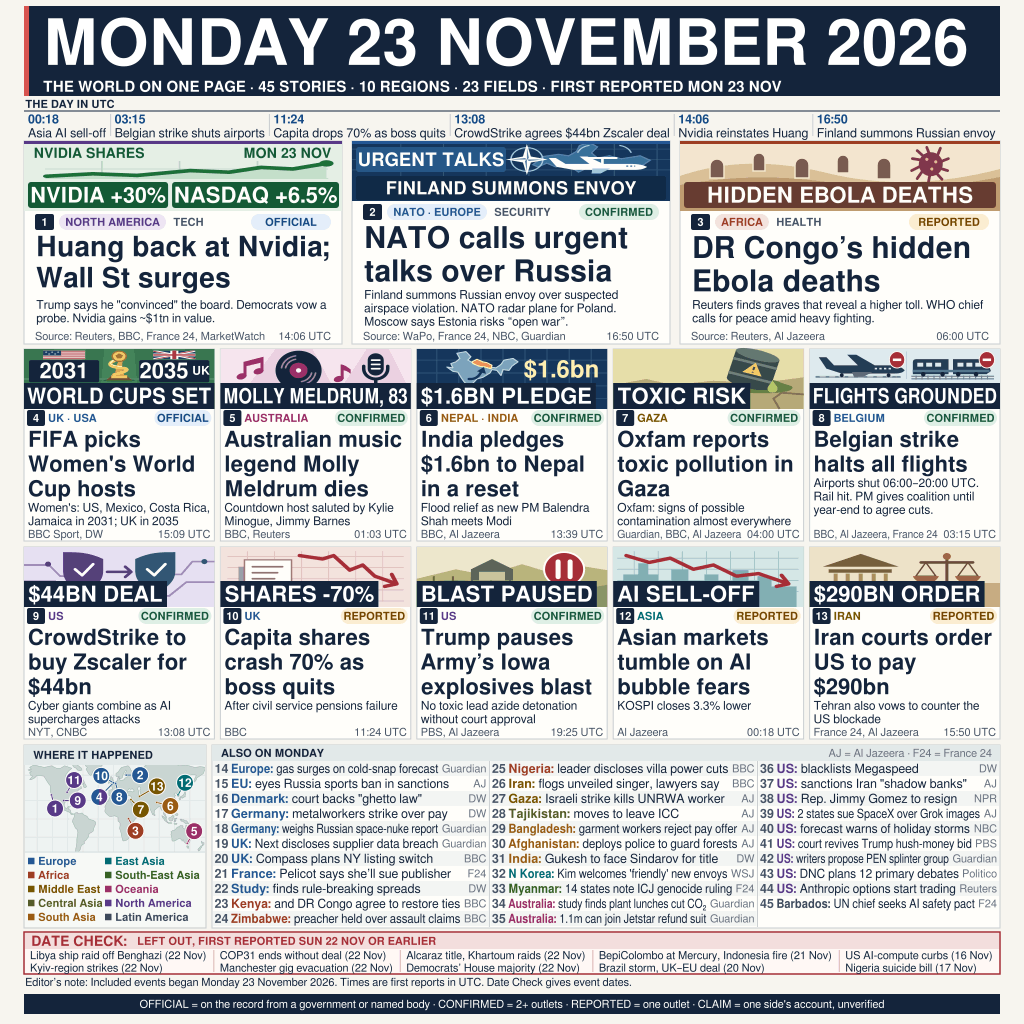 MONDAY 23 NOVEMBER 2026
THE WORLD ON ONE PAGE · 45 STORIES · 10 REGIONS · 23 FIELDS · FIRST REPORTED MON 23 NOV
THE DAY IN UTC
00:18
Asia AI sell-off
03:15
Belgian strike shuts airports
11:24
Capita drops 70% as boss quits
13:08
CrowdStrike agrees $44bn Zscaler deal
14:06
Nvidia reinstates Huang
16:50
Finland summons Russian envoy
NVIDIA SHARES MON 23 NOV
NVIDIA +30% NASDAQ +6.5%
1 NORTH AMERICA TECH OFFICIAL
Huang back at Nvidia;
Wall St surges
Trump says he "convinced" the board. Democrats vow a
probe. Nvidia gains ~$1tn in value.
Source: Reuters, BBC, France 24, MarketWatch 14:06 UTC
URGENT TALKS
FINLAND SUMMONS ENVOY
2 NATO · EUROPE SECURITY CONFIRMED
NATO calls urgent
talks over Russia
Finland summons Russian envoy over suspected
airspace violation. NATO radar plane for Poland.
Moscow says Estonia risks “open war”.
Source: WaPo, France 24, NBC, Guardian 16:50 UTC
HIDDEN EBOLA DEATHS
3 AFRICA HEALTH REPORTED
DR Congo’s hidden
Ebola deaths
Reuters finds graves that reveal a higher toll. WHO chief
calls for peace amid heavy fighting.
Source: Reuters, Al Jazeera 06:00 UTC
2031 2035 UK
WORLD CUPS SET
4 UK · USA OFFICIAL
FIFA picks
Women's World
Cup hosts
Women's: US, Mexico, Costa Rica,
Jamaica in 2031; UK in 2035
BBC Sport, DW 15:09 UTC
MOLLY MELDRUM, 83
5 AUSTRALIA CONFIRMED
Australian music
legend Molly
Meldrum dies
Countdown host saluted by Kylie
Minogue, Jimmy Barnes
BBC, Reuters 01:03 UTC
$1.6bn
$1.6BN PLEDGE
6 NEPAL · INDIA CONFIRMED
India pledges
$1.6bn to Nepal
in a reset
Flood relief as new PM Balendra
Shah meets Modi
BBC, Al Jazeera 13:39 UTC
TOXIC RISK
7 GAZA CONFIRMED
Oxfam reports
toxic pollution in
Gaza
Oxfam: signs of possible
contamination almost everywhere
Guardian, BBC, Al Jazeera 04:00 UTC
FLIGHTS GROUNDED
8 BELGIUM CONFIRMED
Belgian strike
halts all flights
Airports shut 06:00–20:00 UTC.
Rail hit. PM gives coalition until
year-end to agree cuts.
BBC, Al Jazeera, France 24 03:15 UTC
$44BN DEAL
9 US CONFIRMED
CrowdStrike to
buy Zscaler for
$44bn
Cyber giants combine as AI
supercharges attacks
NYT, CNBC 13:08 UTC
SHARES -70%
10 UK REPORTED
Capita shares
crash 70% as
boss quits
After civil service pensions failure
BBC 11:24 UTC
BLAST PAUSED
11 US CONFIRMED
Trump pauses
Army’s Iowa
explosives blast
No toxic lead azide detonation
without court approval
PBS, Al Jazeera 19:25 UTC
AI SELL-OFF
12 ASIA REPORTED
Asian markets
tumble on AI
bubble fears
KOSPI closes 3.3% lower
Al Jazeera 00:18 UTC
$290BN ORDER
13 IRAN REPORTED
Iran courts order
US to pay
$290bn
Tehran also vows to counter the
US blockade
France 24, Al Jazeera 15:50 UTC
WHERE IT HAPPENED
11 10 2 13 12
1 9 4 8 7 6
3 5
Europe East Asia
Africa South-East Asia
Middle East Oceania
Central Asia North America
South Asia Latin America
ALSO ON MONDAY AJ = Al Jazeera · F24 = France 24
14 Europe: gas surges on cold-snap forecast Guardian
15 EU: eyes Russia sports ban in sanctions AJ
16 Denmark: court backs "ghetto law" DW
17 Germany: metalworkers strike over pay DW
18 Germany: weighs Russian space-nuke report Guardian
19 UK: Next discloses supplier data breach Guardian
20 UK: Compass plans NY listing switch BBC
21 France: Pelicot says she’ll sue publisher F24
22 Study: finds rule-breaking spreads DW
23 Kenya: and DR Congo agree to restore ties BBC
24 Zimbabwe: preacher held over assault claims BBC
25 Nigeria: leader discloses villa power cuts BBC
26 Iran: flogs unveiled singer, lawyers say BBC
27 Gaza: Israeli strike kills UNRWA worker AJ
28 Tajikistan: moves to leave ICC AJ
29 Bangladesh: garment workers reject pay offer AJ
30 Afghanistan: deploys police to guard forests AJ
31 India: Gukesh to face Sindarov for title DW
32 N Korea: Kim welcomes 'friendly' new envoys WSJ
33 Myanmar: 14 states note ICJ genocide ruling F24
34 Australia: study finds plant lunches cut CO₂ Guardian
35 Australia: 1.1m can join Jetstar refund suit Guardian
36 US: blacklists Megaspeed DW
37 US: sanctions Iran "shadow banks" AJ
38 US: Rep. Jimmy Gomez to resign NPR
39 US: 2 states sue SpaceX over Grok images AJ
40 US: forecast warns of holiday storms NBC
41 US: court revives Trump hush-money bid PBS
42 US: writers propose PEN splinter group Guardian
43 US: DNC plans 12 primary debates Politico
44 US: Anthropic options start trading Reuters
45 Barbados: UN chief seeks AI safety pact F24
DATE CHECK: LEFT OUT, FIRST REPORTED SUN 22 NOV OR EARLIER
Libya ship raid off Benghazi (22 Nov)
Kyiv-region strikes (22 Nov)
COP31 ends without deal (22 Nov)
Manchester gig evacuation (22 Nov)
Alcaraz title, Khartoum raids (22 Nov)
Democrats’ House majority (22 Nov)
BepiColombo at Mercury, Indonesia fire (21 Nov)
Brazil storm, UK–EU deal (20 Nov)
US AI-compute curbs (16 Nov)
Nigeria suicide bill (17 Nov)
Editor’s note: Included events began Monday 23 November 2026. Times are first reports in UTC. Date Check gives event dates.
OFFICIAL = on the record from a government or named body · CONFIRMED = 2+ outlets · REPORTED = one outlet · CLAIM = one side’s account, unverified